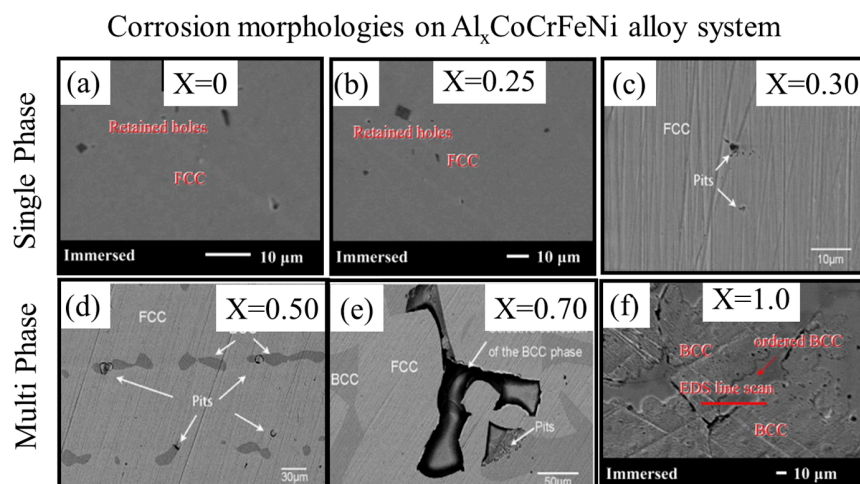 Corrosion morphologies on AlxCoCrFeNi alloy system
Single Phase
(a)
X=0
Retained holes
FCC
Immersed
10 μm
(b)
X=0.25
Retained holes
FCC
Immersed
10 μm
(c)
X=0.30
FCC
Pits
10μm
Multi Phase
(d)
X=0.50
FCC
Pits
30μm
(e)
X=0.70
of the BCC phase
BCC
FCC
Pits
50μm
(f)
X=1.0
ordered BCC
BCC
EDS line scan
BCC
Immersed
10 μm